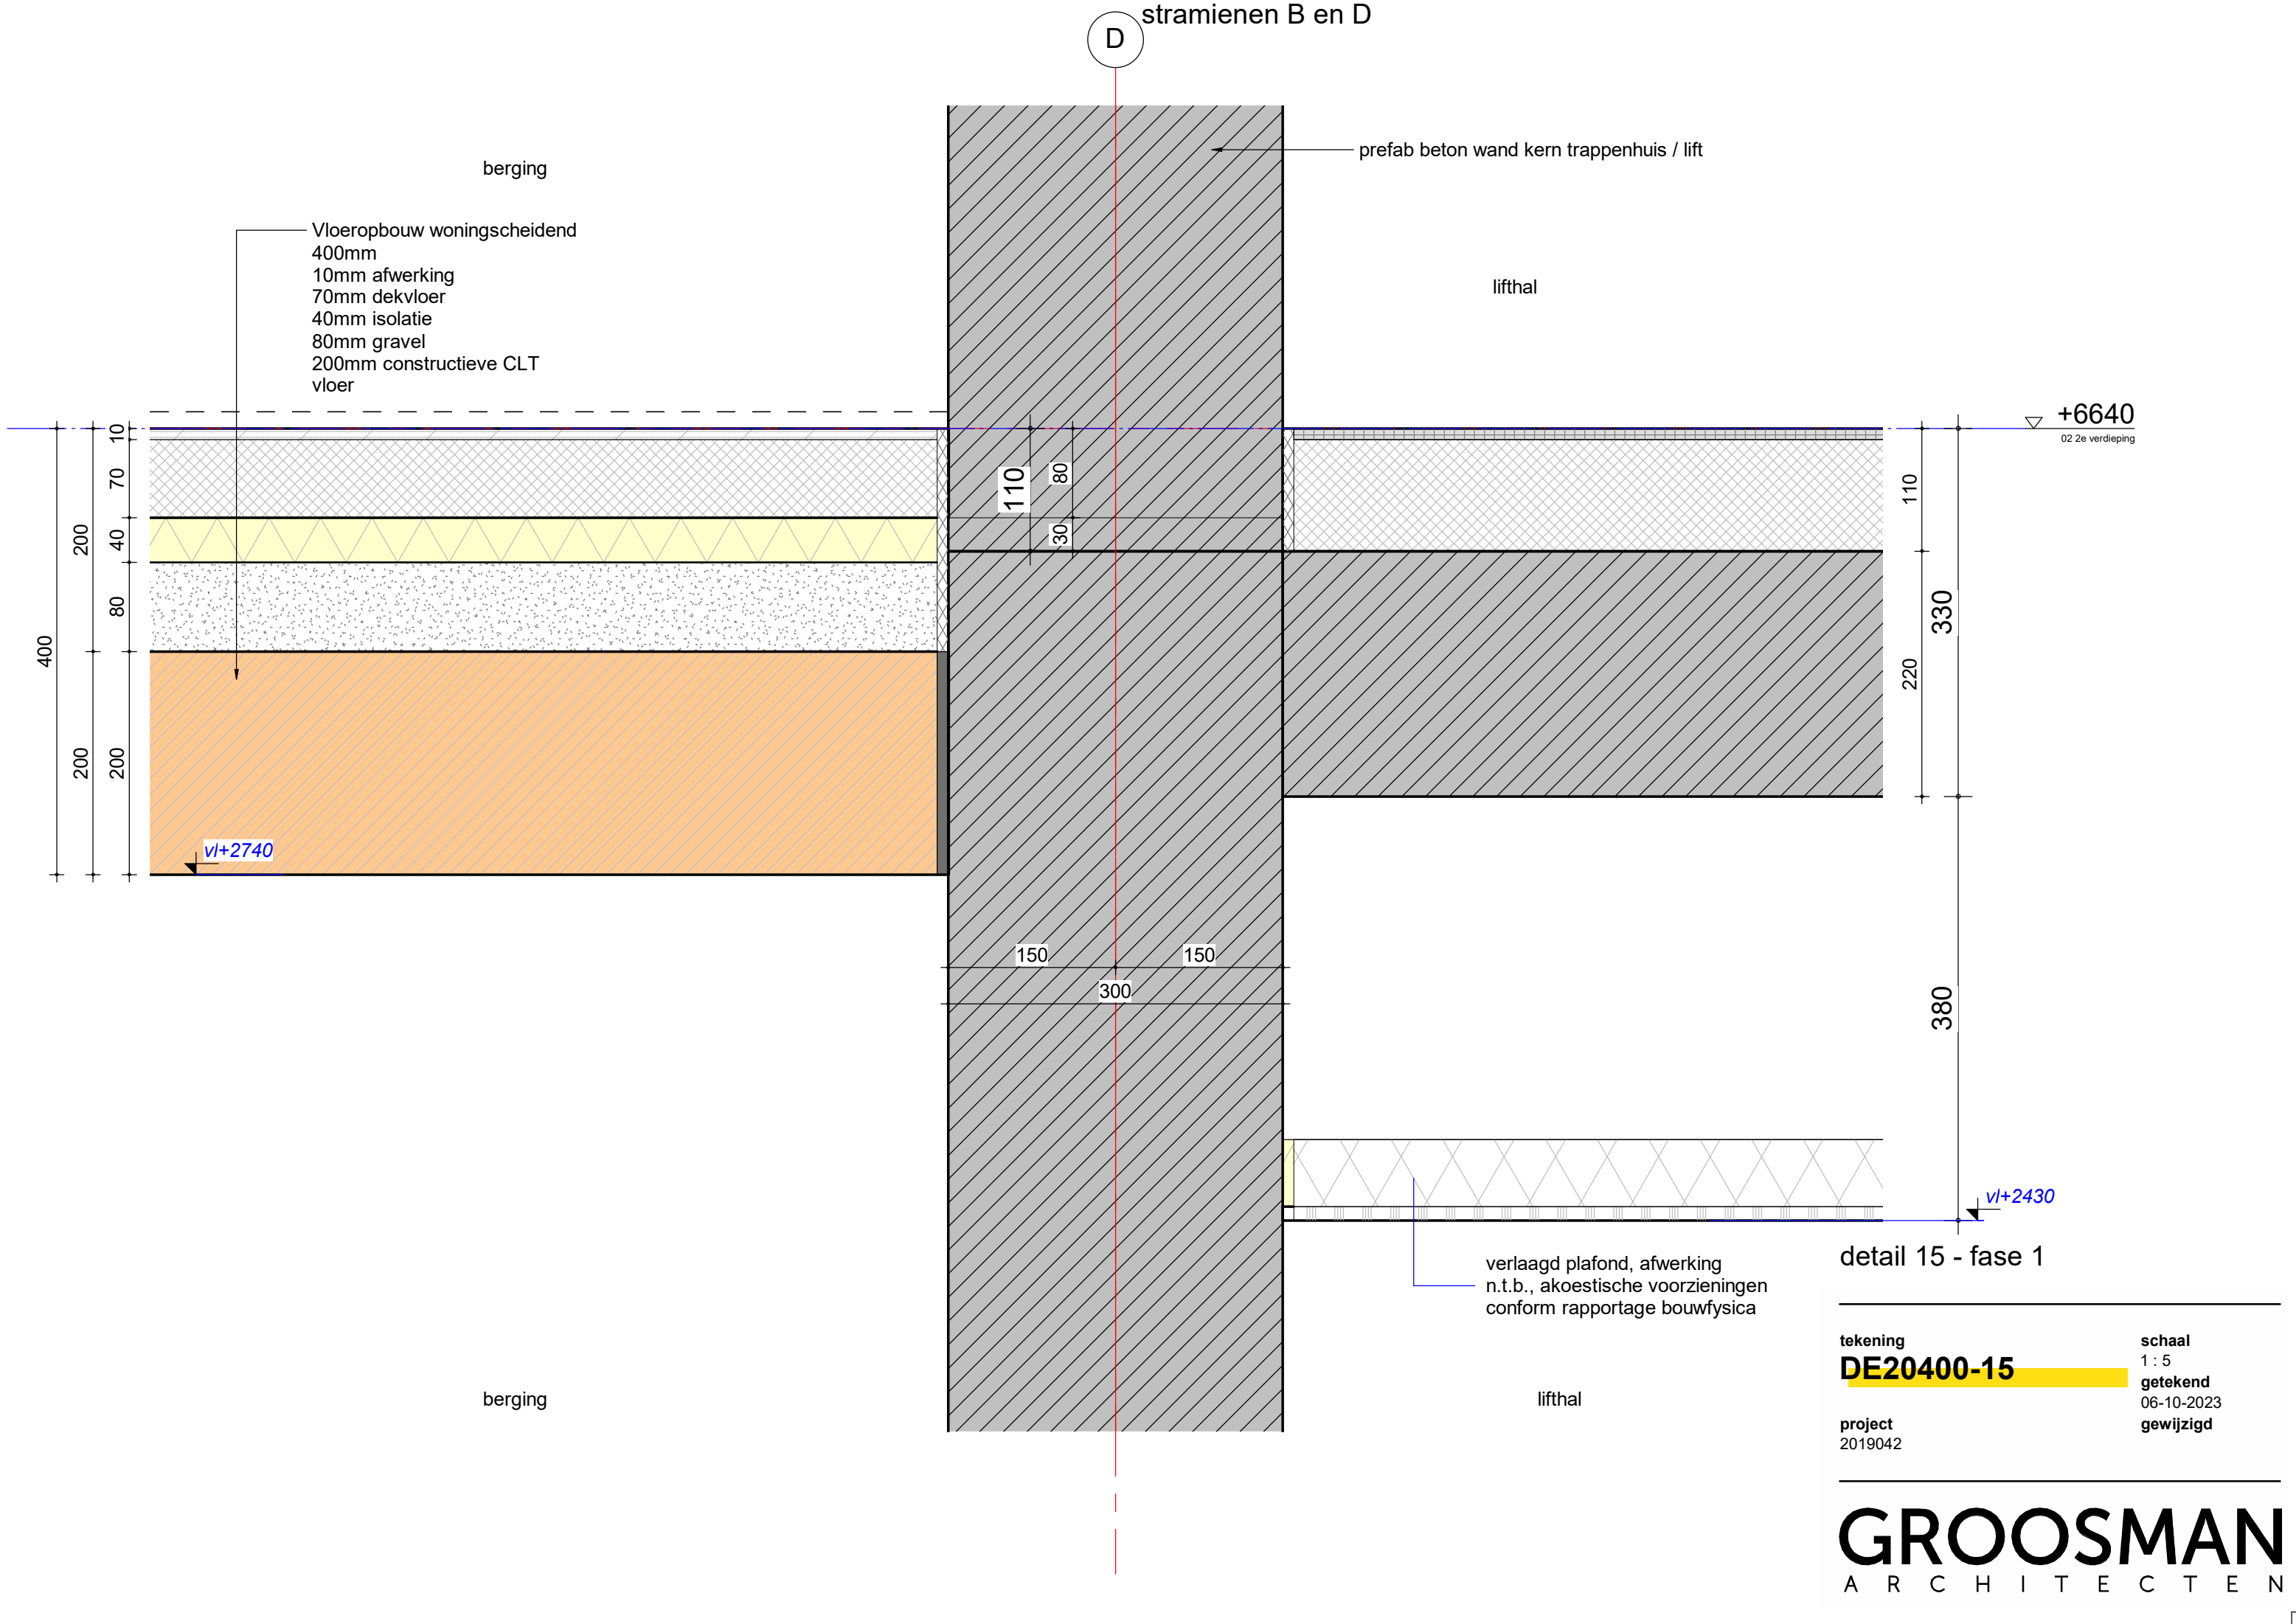 stramienen B en D
D
prefab beton wand kern trappenhuis / lift
berging
Vloeropbouw woningscheidend
400mm
10mm afwerking
70mm dekvloer
40mm isolatie
80mm gravel
200mm constructieve CLT
vloer
lifthal
+6640
02 2e verdieping
10
70
40
80
200
200
200
400
110
80
30
110
220
330
380
vl+2740
150
150
300
vl+2430
verlaagd plafond, afwerking
n.t.b., akoestische voorzieningen
conform rapportage bouwfysica
berging
lifthal
detail 15 - fase 1
tekening
DE20400-15
schaal
1 : 5
getekend
06-10-2023
project
2019042
gewijzigd
GROOSMAN
ARCHITECTEN